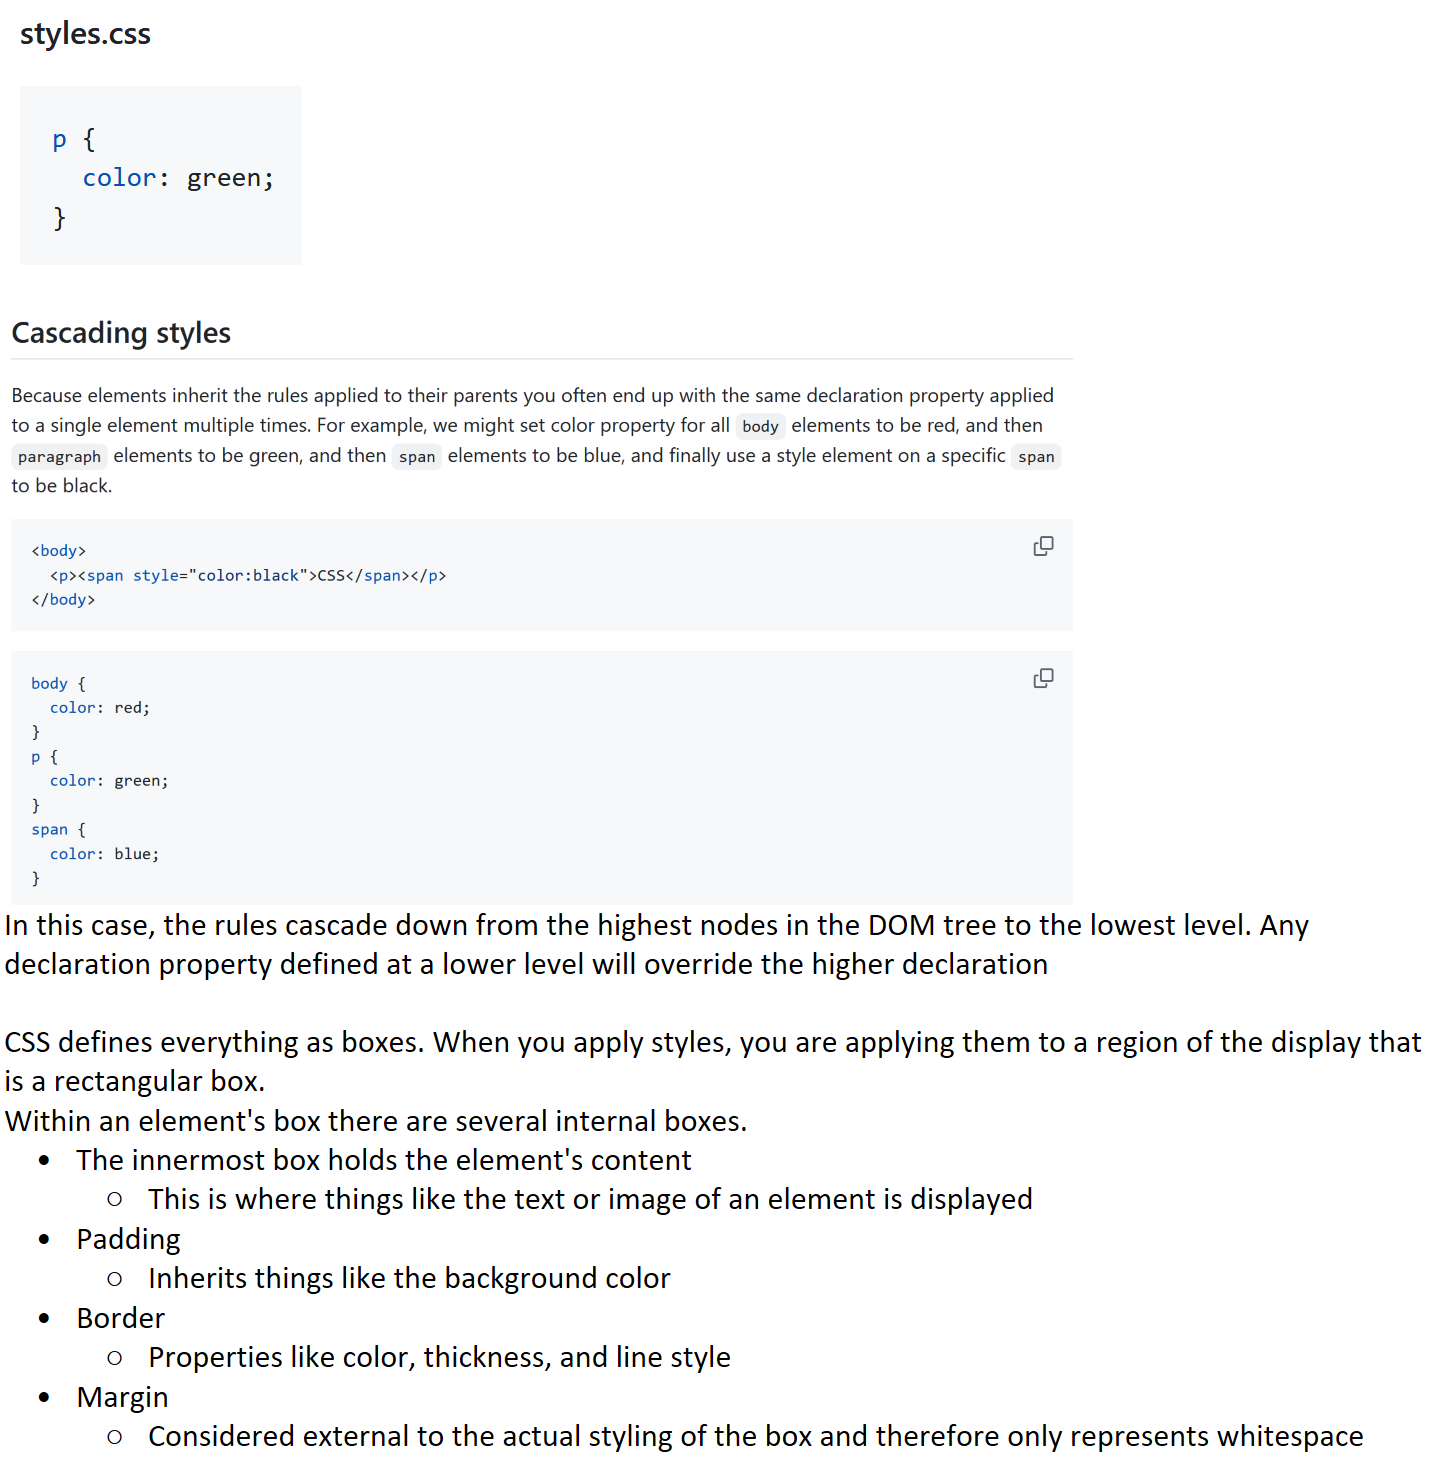 styles.css
p {
  color: green;
}
Cascading styles
Because elements inherit the rules applied to their parents you often end up with the same declaration property applied
to a single element multiple times. For example, we might set color property for all body elements to be red, and then
paragraph elements to be green, and then span elements to be blue, and finally use a style element on a specific span
to be black.
<body>
  <p><span style="color:black">CSS</span></p>
</body>
body {
  color: red;
}
p {
  color: green;
}
span {
  color: blue;
}
In this case, the rules cascade down from the highest nodes in the DOM tree to the lowest level. Any
declaration property defined at a lower level will override the higher declaration
CSS defines everything as boxes. When you apply styles, you are applying them to a region of the display that
is a rectangular box.
Within an element's box there are several internal boxes.
• The innermost box holds the element's content
○ This is where things like the text or image of an element is displayed
• Padding
○ Inherits things like the background color
• Border
○ Properties like color, thickness, and line style
• Margin
○ Considered external to the actual styling of the box and therefore only represents whitespace